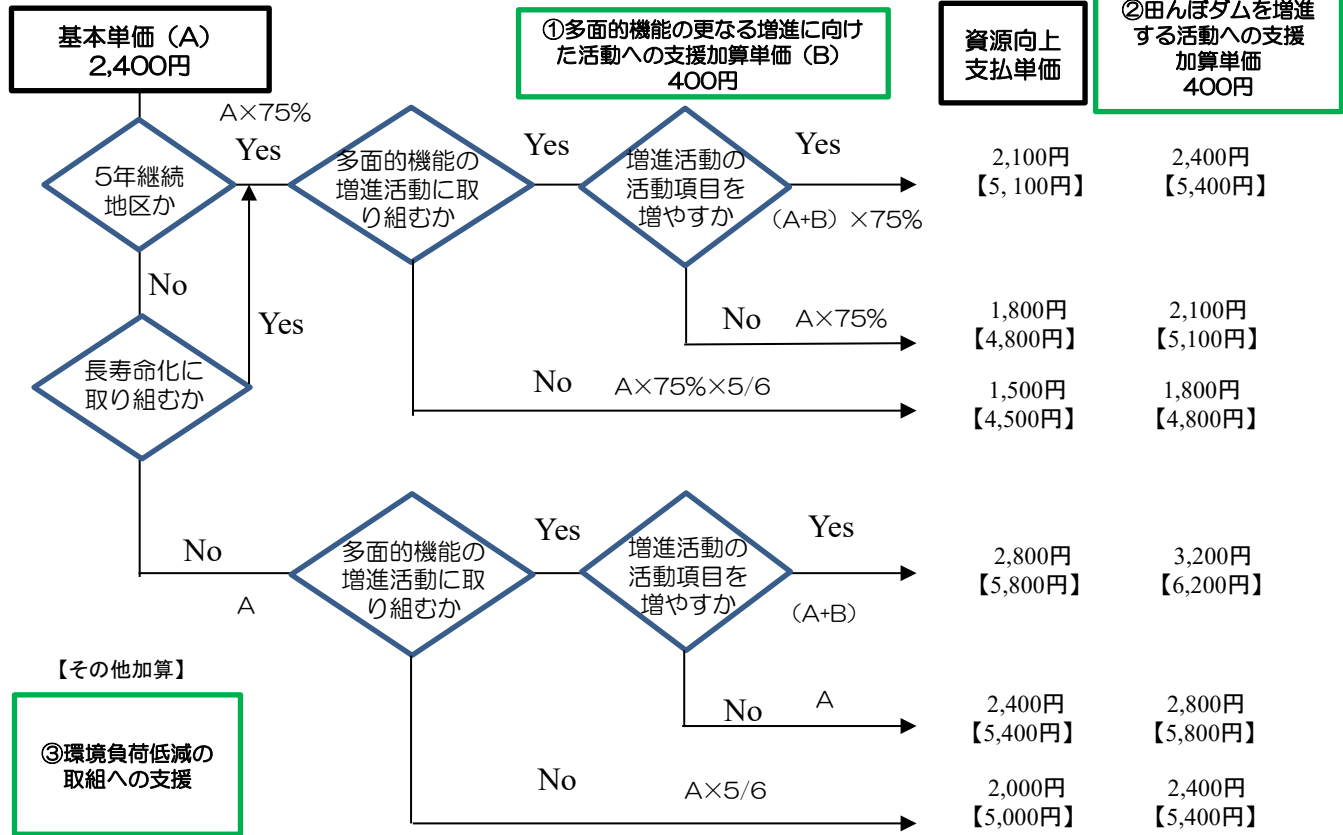 基本単価（A）
2,400円
①多面的機能の更なる増進に向け
た活動への支援加算単価（B）
400円
資源向上
支払単価
②田んぼダムを増進
する活動への支援
加算単価
400円
A×75%
5年継続
地区か
Yes
多面的機能の
増進活動に取
り組むか
Yes
増進活動の
活動項目を
増やすか
Yes
(A+B) ×75%
2,100円
【5, 100円】
2,400円
【5,400円】
No
Yes
No
A×75%
1,800円
【4,800円】
2,100円
【5,100円】
長寿命化に
取り組むか
No
A×75%×5/6
1,500円
【4,500円】
1,800円
【4,800円】
No
A
多面的機能の
増進活動に取
り組むか
Yes
増進活動の
活動項目を
増やすか
Yes
(A+B)
2,800円
【5,800円】
3,200円
【6,200円】
【その他加算】
③環境負荷低減の
取組への支援
No
A
2,400円
【5,400円】
2,800円
【5,800円】
No
A×5/6
2,000円
【5,000円】
2,400円
【5,400円】